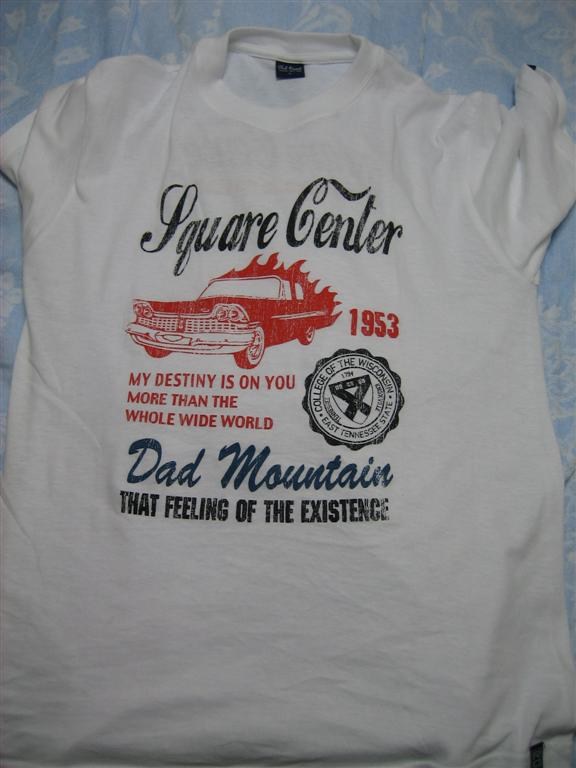 Square Center
1953
MY DESTINY IS ON YOU
MORE THAN THE
WHOLE WIDE WORLD
COLLEGE OF THE WISCONSIN
1794
EAST TENNESSEE STATE
Dad Mountain
THAT FEELING OF THE EXISTENCE